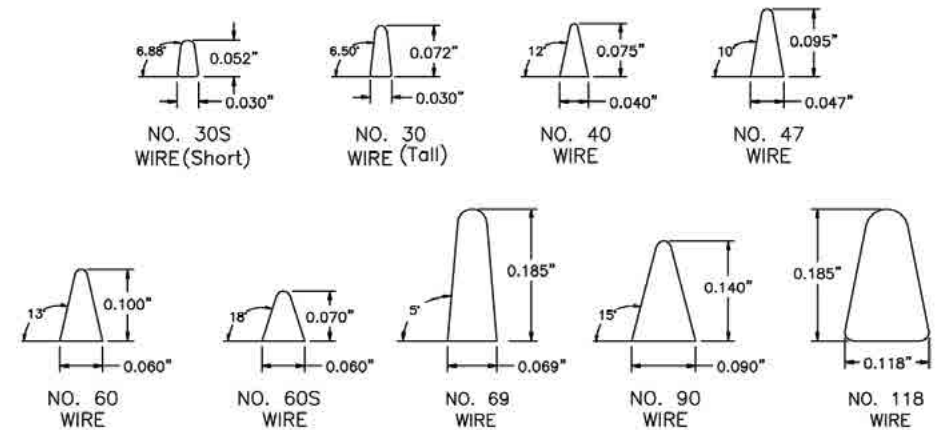 6.88°
0.052"
0.030"
NO. 30S
WIRE (Short)
6.50°
0.072"
0.030"
NO. 30
WIRE (Tall)
12°
0.075"
0.040"
NO. 40
WIRE
10°
0.095"
0.047"
NO. 47
WIRE
13°
0.100"
0.060"
NO. 60
WIRE
18°
0.070"
0.060"
NO. 60S
WIRE
5°
0.185"
0.069"
NO. 69
WIRE
15°
0.140"
0.090"
NO. 90
WIRE
0.185"
0.118"
NO. 118
WIRE